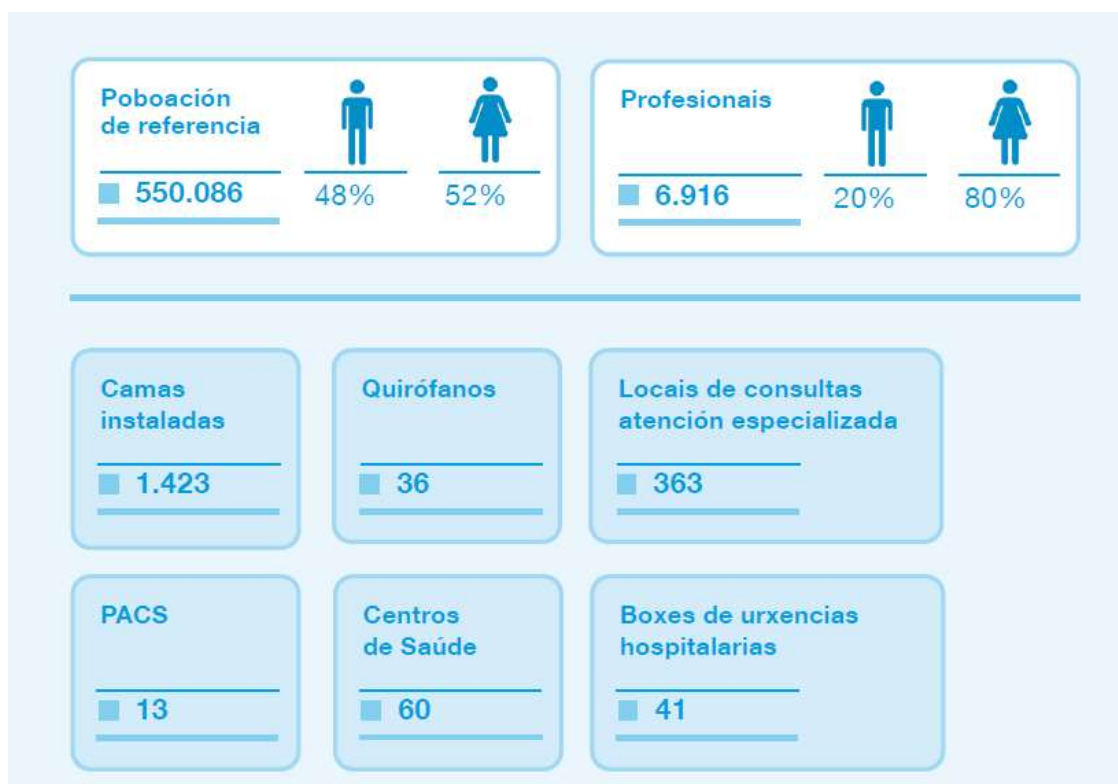 Poboación
de referencia
550.086
48%
52%
Profesionais
6.916
20%
80%
Camas
instaladas
1.423
Quirófanos
36
Locais de consultas
atención especializada
363
PACS
13
Centros
de Saúde
60
Boxes de urxencias
hospitalarias
41